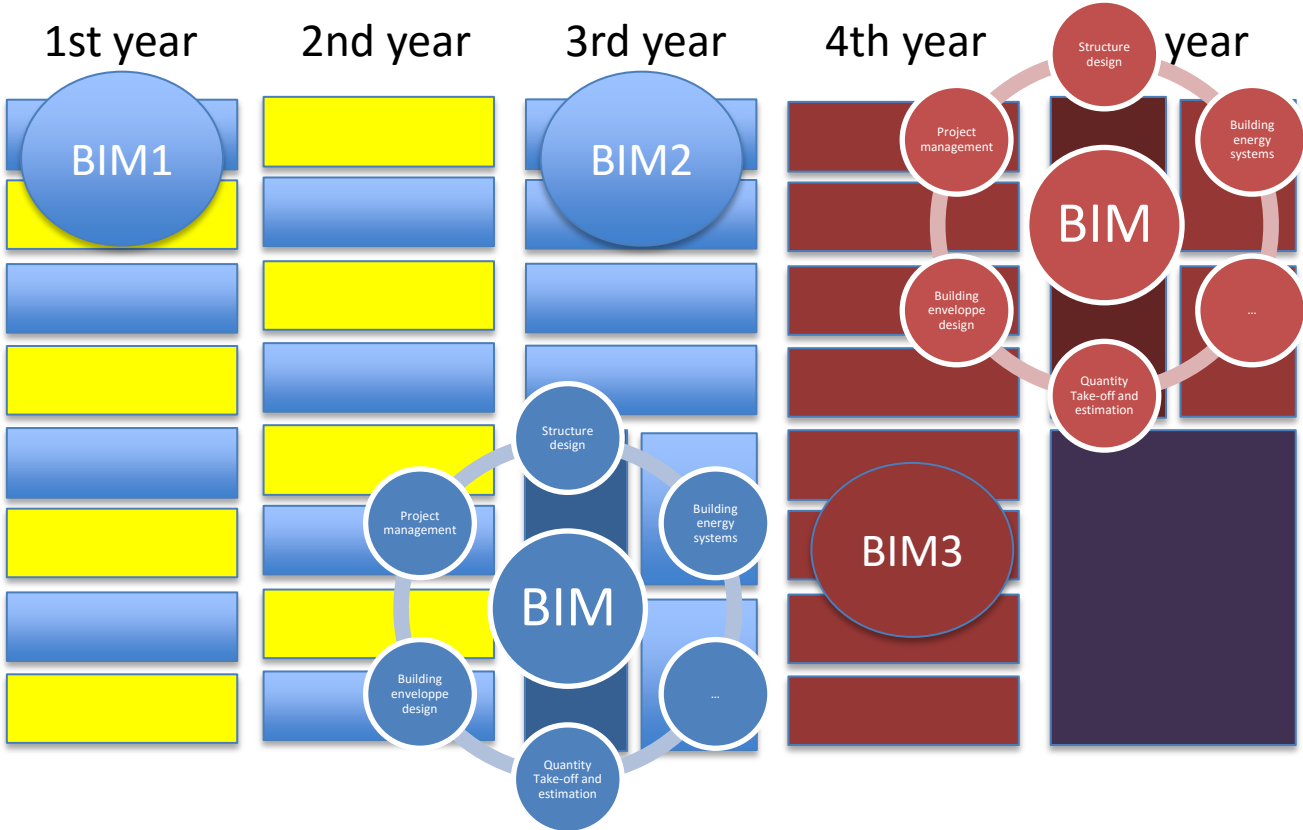 1st year
2nd year
3rd year
4th year
year
BIM1
BIM2
Structure
design
Building
energy
systems
...
Quantity
Take-off and
estimation
Building
enveloppe
design
Project
management
BIM
BIM3
Structure
design
Building
energy
systems
...
Quantity
Take-off and
estimation
Building
enveloppe
design
Project
management
BIM